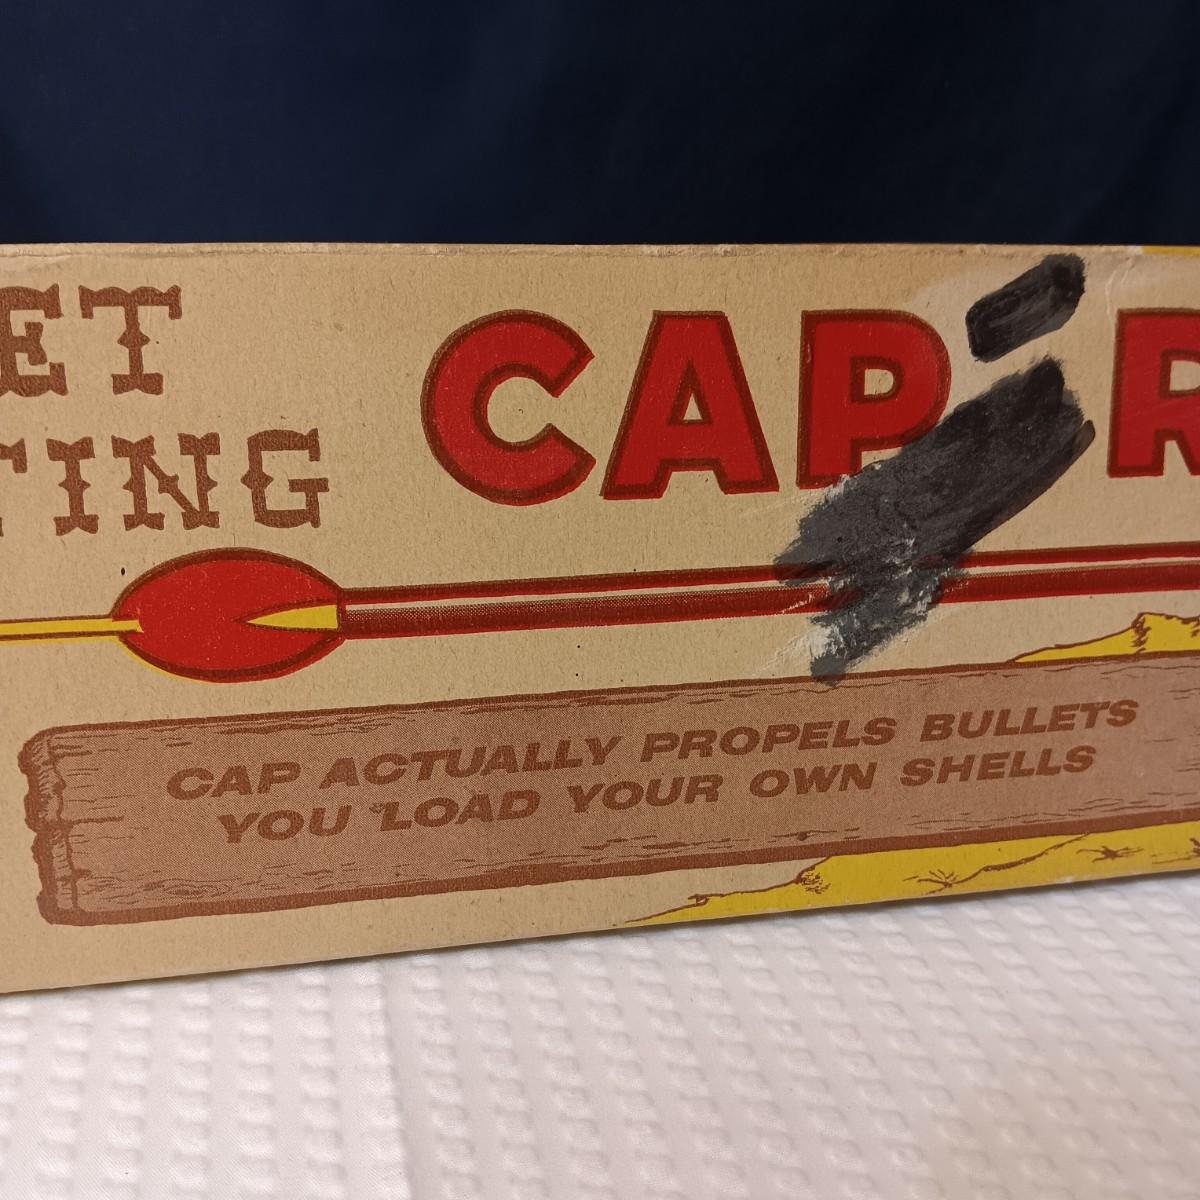 ET
TING
CAP R
CAP ACTUALLY PROPELS BULLETS
YOU LOAD YOUR OWN SHELLS